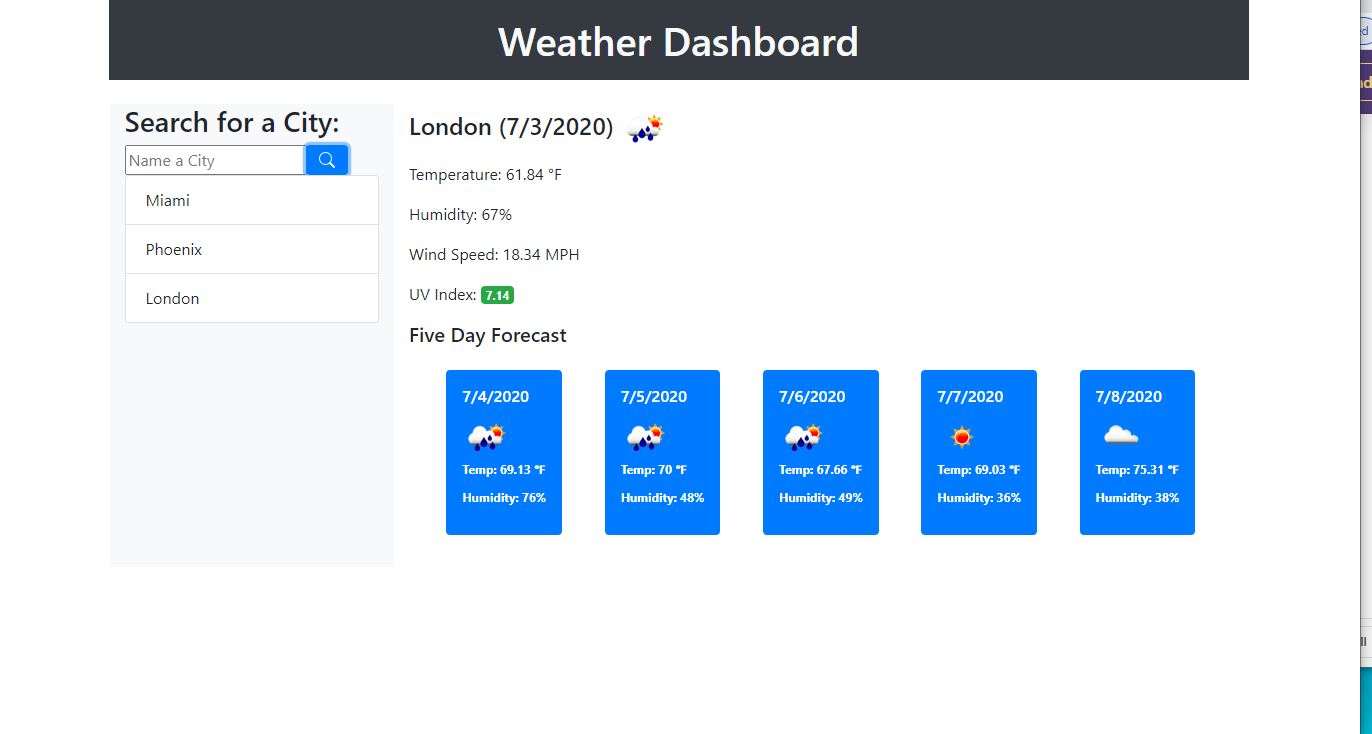 Weather Dashboard
Search for a City:
Name a City
Miami
Phoenix
London
London (7/3/2020)
Temperature: 61.84 °F
Humidity: 67%
Wind Speed: 18.34 MPH
UV Index: 7.14
Five Day Forecast
7/4/2020
Temp: 69.13 °F
Humidity: 76%
7/5/2020
Temp: 70 °F
Humidity: 48%
7/6/2020
Temp: 67.66 °F
Humidity: 49%
7/7/2020
Temp: 69.03 °F
Humidity: 36%
7/8/2020
Temp: 75.31 °F
Humidity: 38%